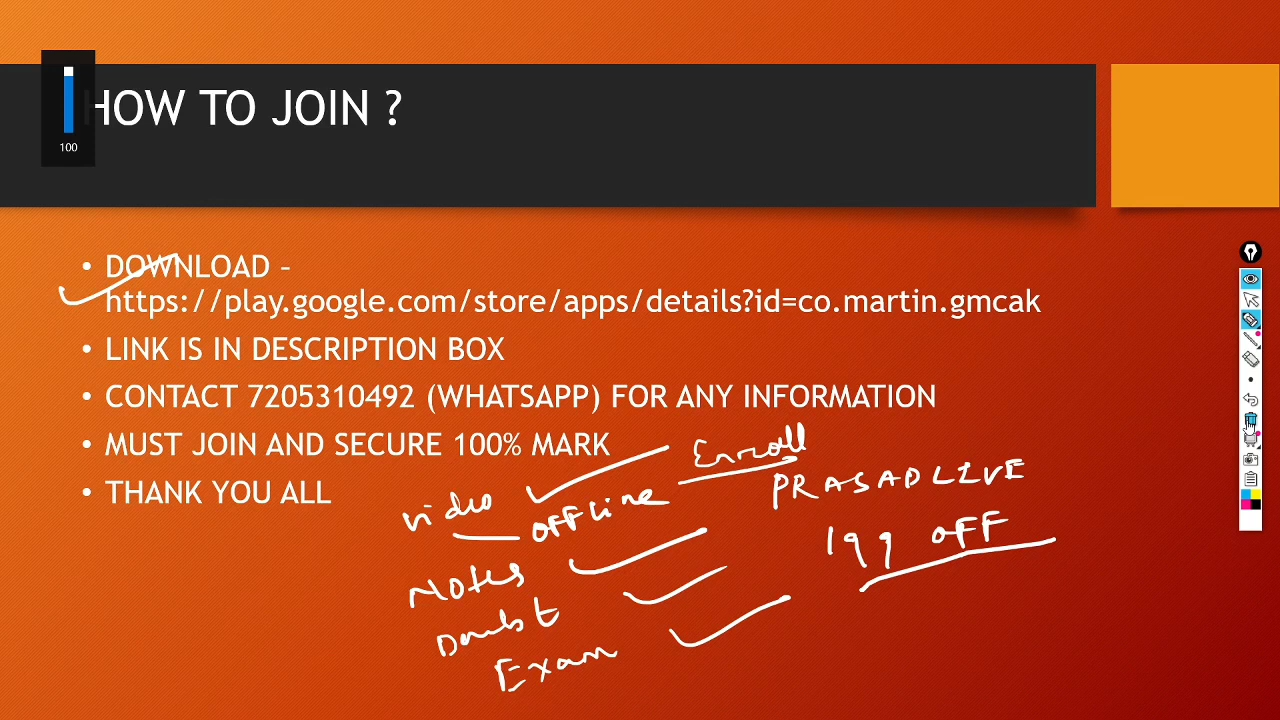 100
HOW TO JOIN ?
• DOWNLOAD –
https://play.google.com/store/apps/details?id=co.martin.gmcak
• LINK IS IN DESCRIPTION BOX
• CONTACT 7205310492 (WHATSAPP) FOR ANY INFORMATION
• MUST JOIN AND SECURE 100% MARK
• THANK YOU ALL
Enroll
PRASADLIVE
199 OFF
video
OFFline
Notes
Doubt
Exam